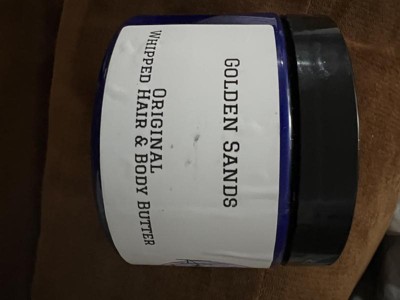 GOLDEN SANDS
ORIGINAL
WHIPPED HAIR & BODY BUTTER